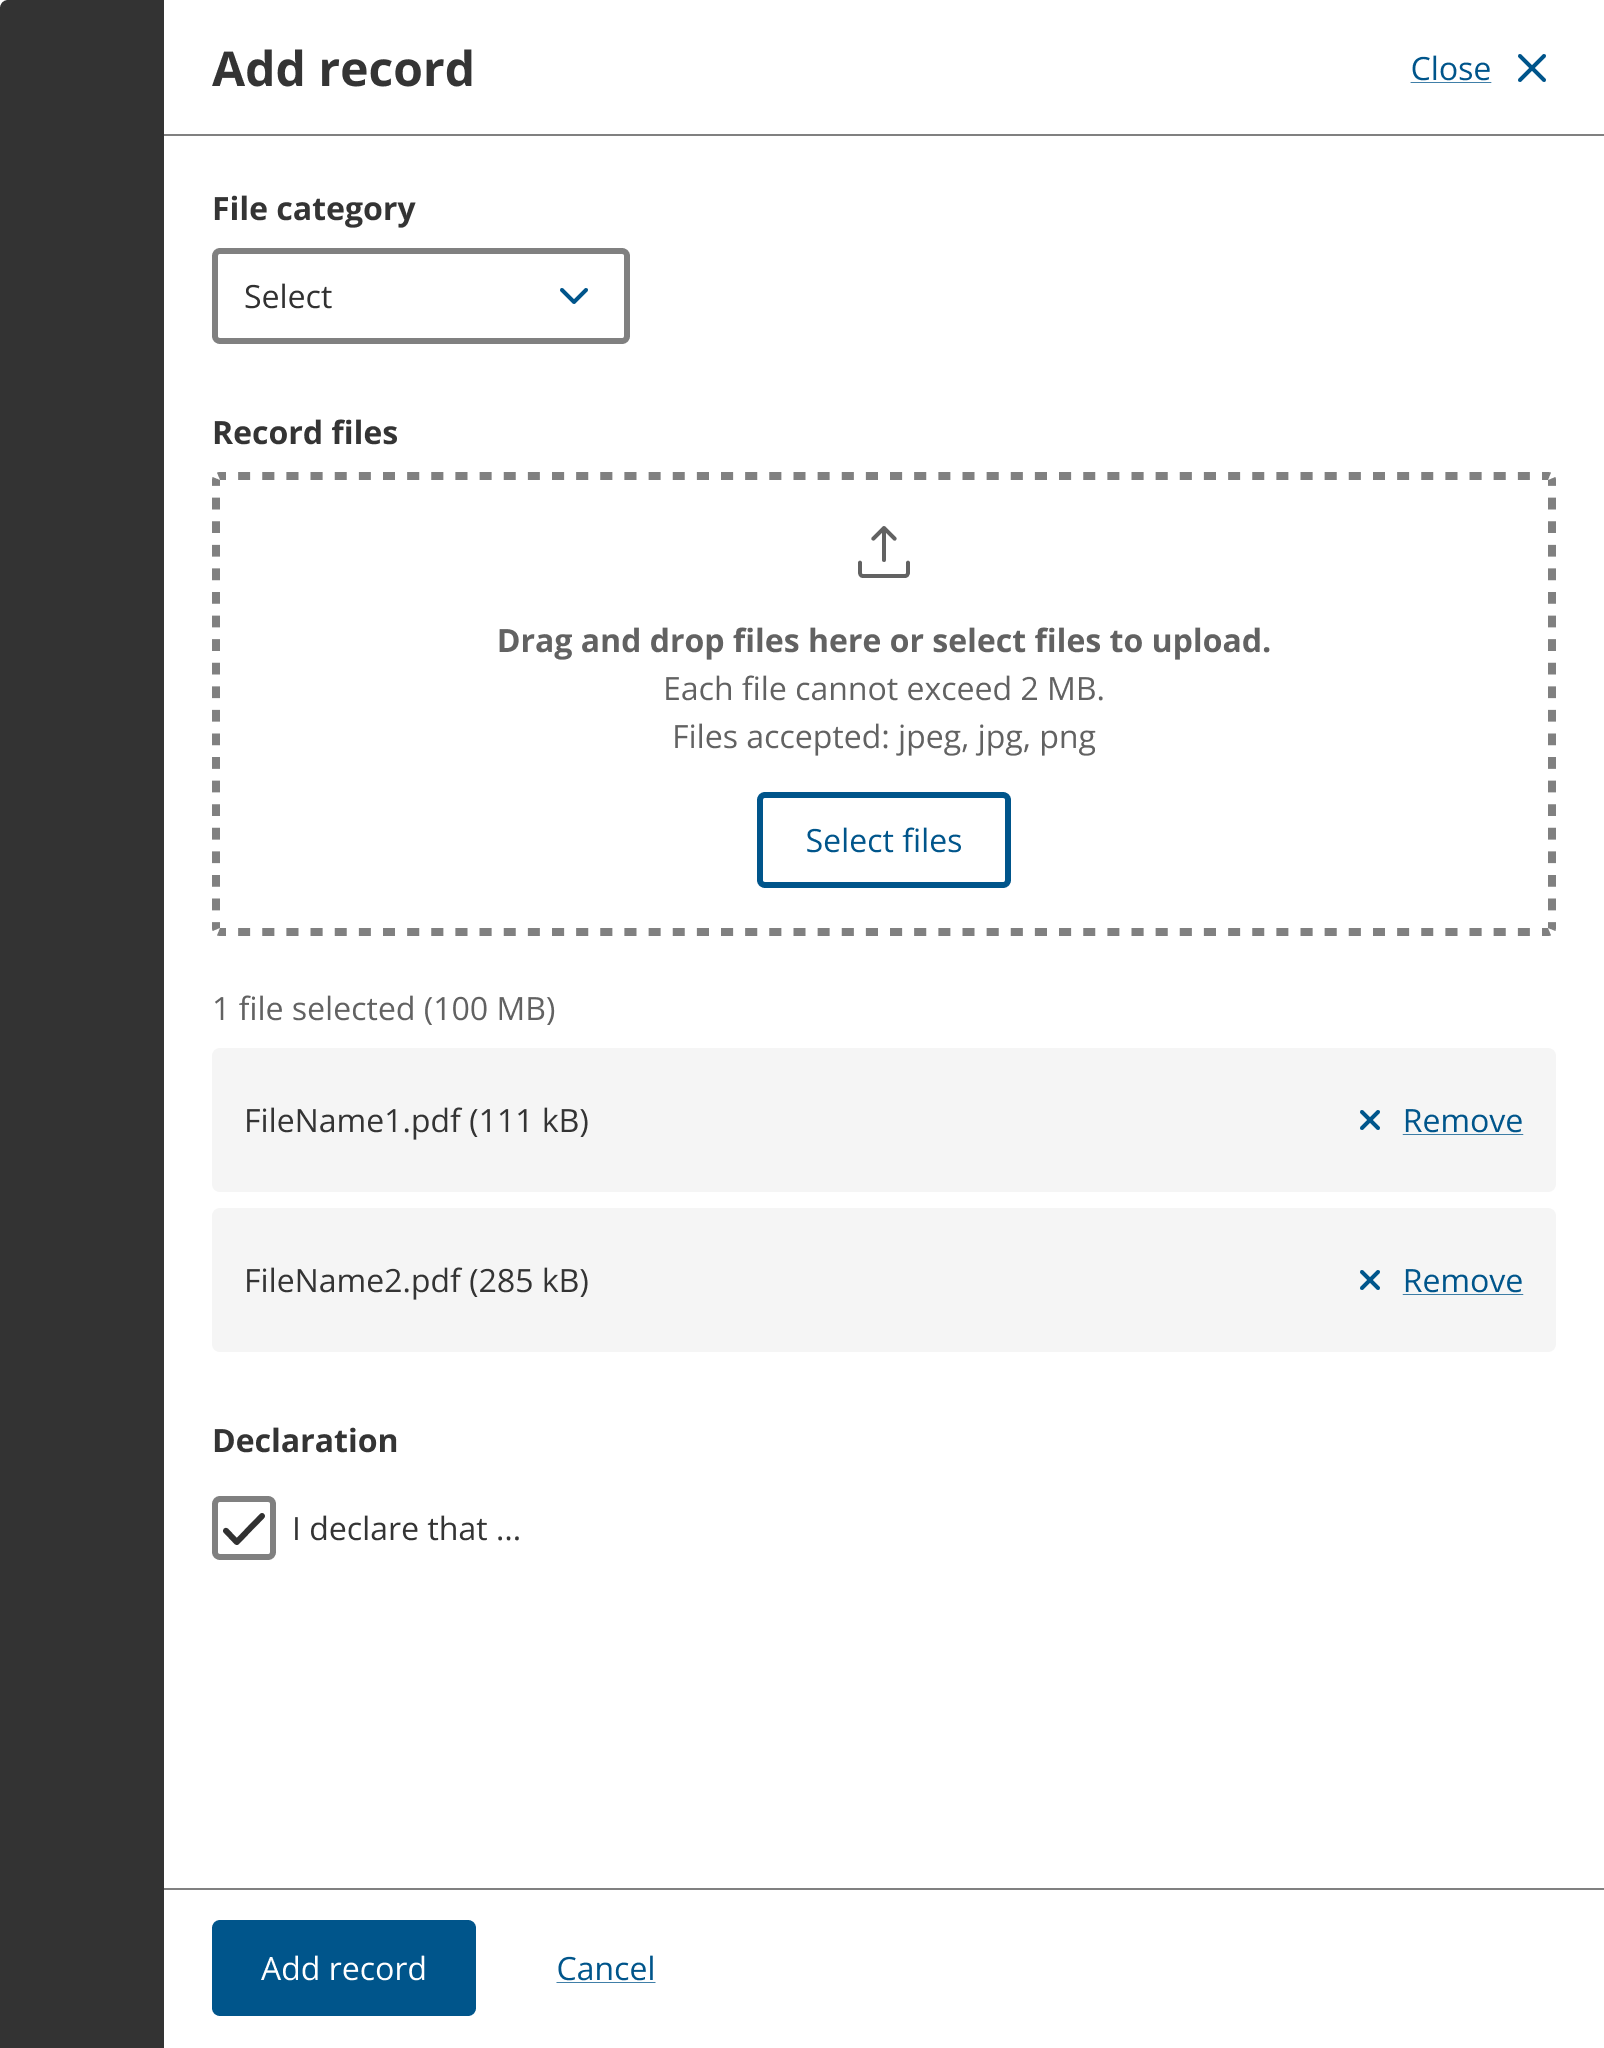 Add record
Close
File category
Select
Record files
Drag and drop files here or select files to upload.
Each file cannot exceed 2 MB.
Files accepted: jpeg, jpg, png
Select files
1 file selected (100 MB)
FileName1.pdf (111 kB)
Remove
FileName2.pdf (285 kB)
Remove
Declaration
I declare that ...
Add record
Cancel